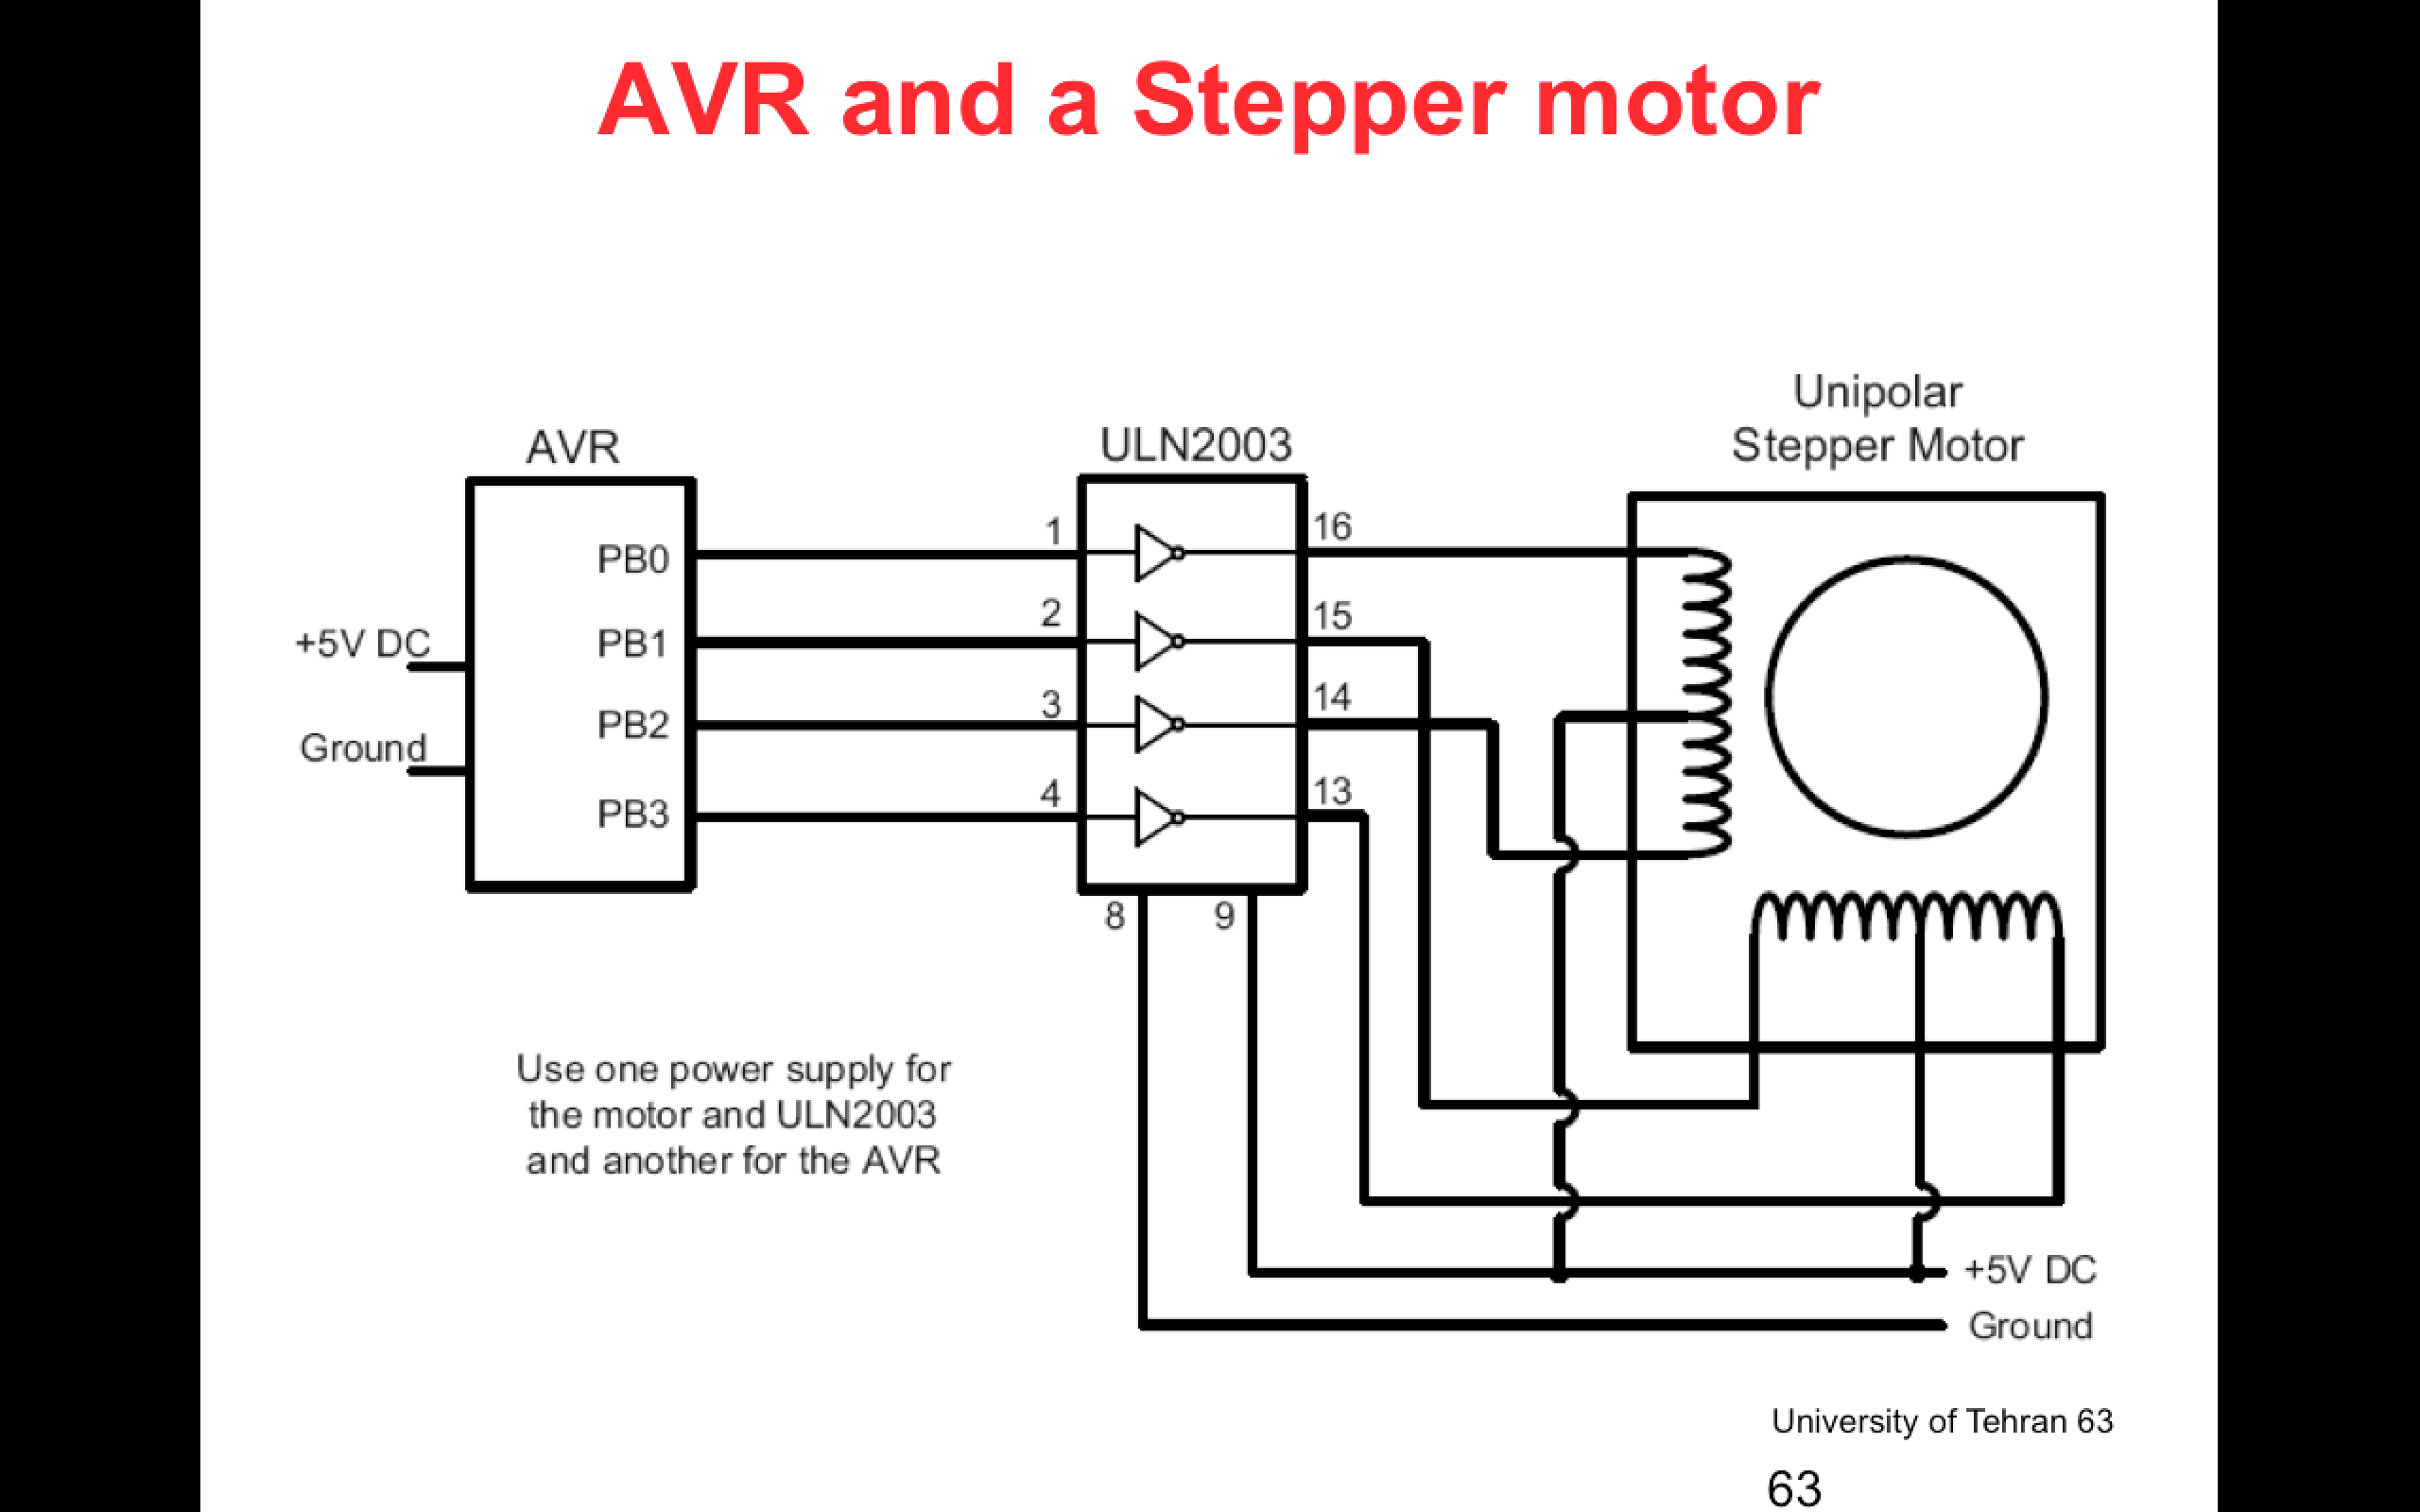 AVR and a Stepper motor
Unipolar
Stepper Motor
AVR
ULN2003
PB0
PB1
PB2
PB3
+5V DC
Ground
1
2
3
4
16
15
14
13
8
9
Use one power supply for
the motor and ULN2003
and another for the AVR
+5V DC
Ground
University of Tehran 63
63